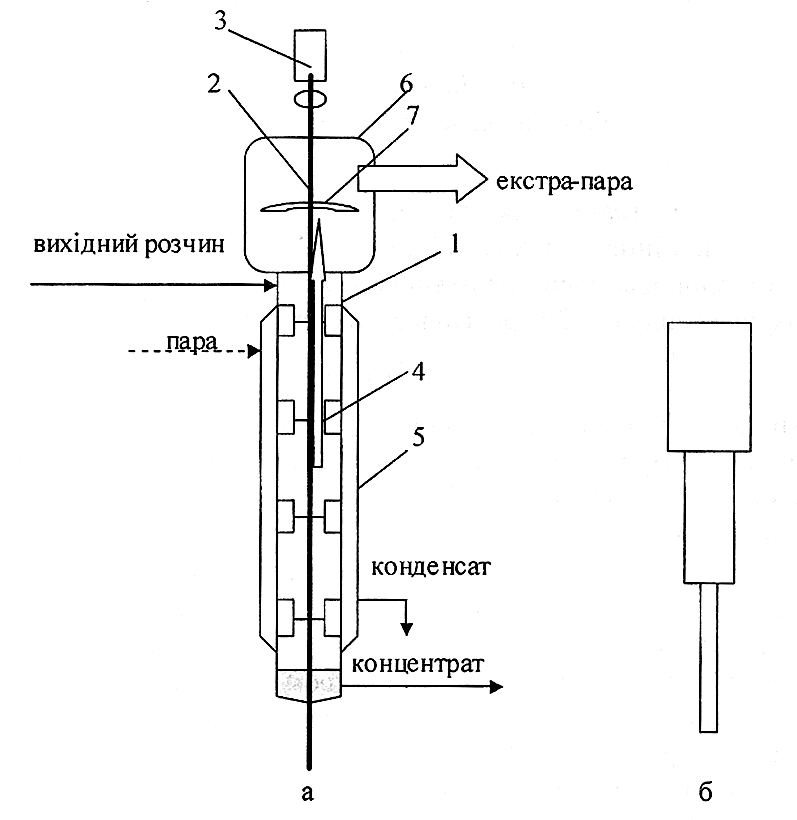 3
2
6
7
екстра-пара
вихідний розчин
1
пара
4
5
конденсат
концентрат
а
б